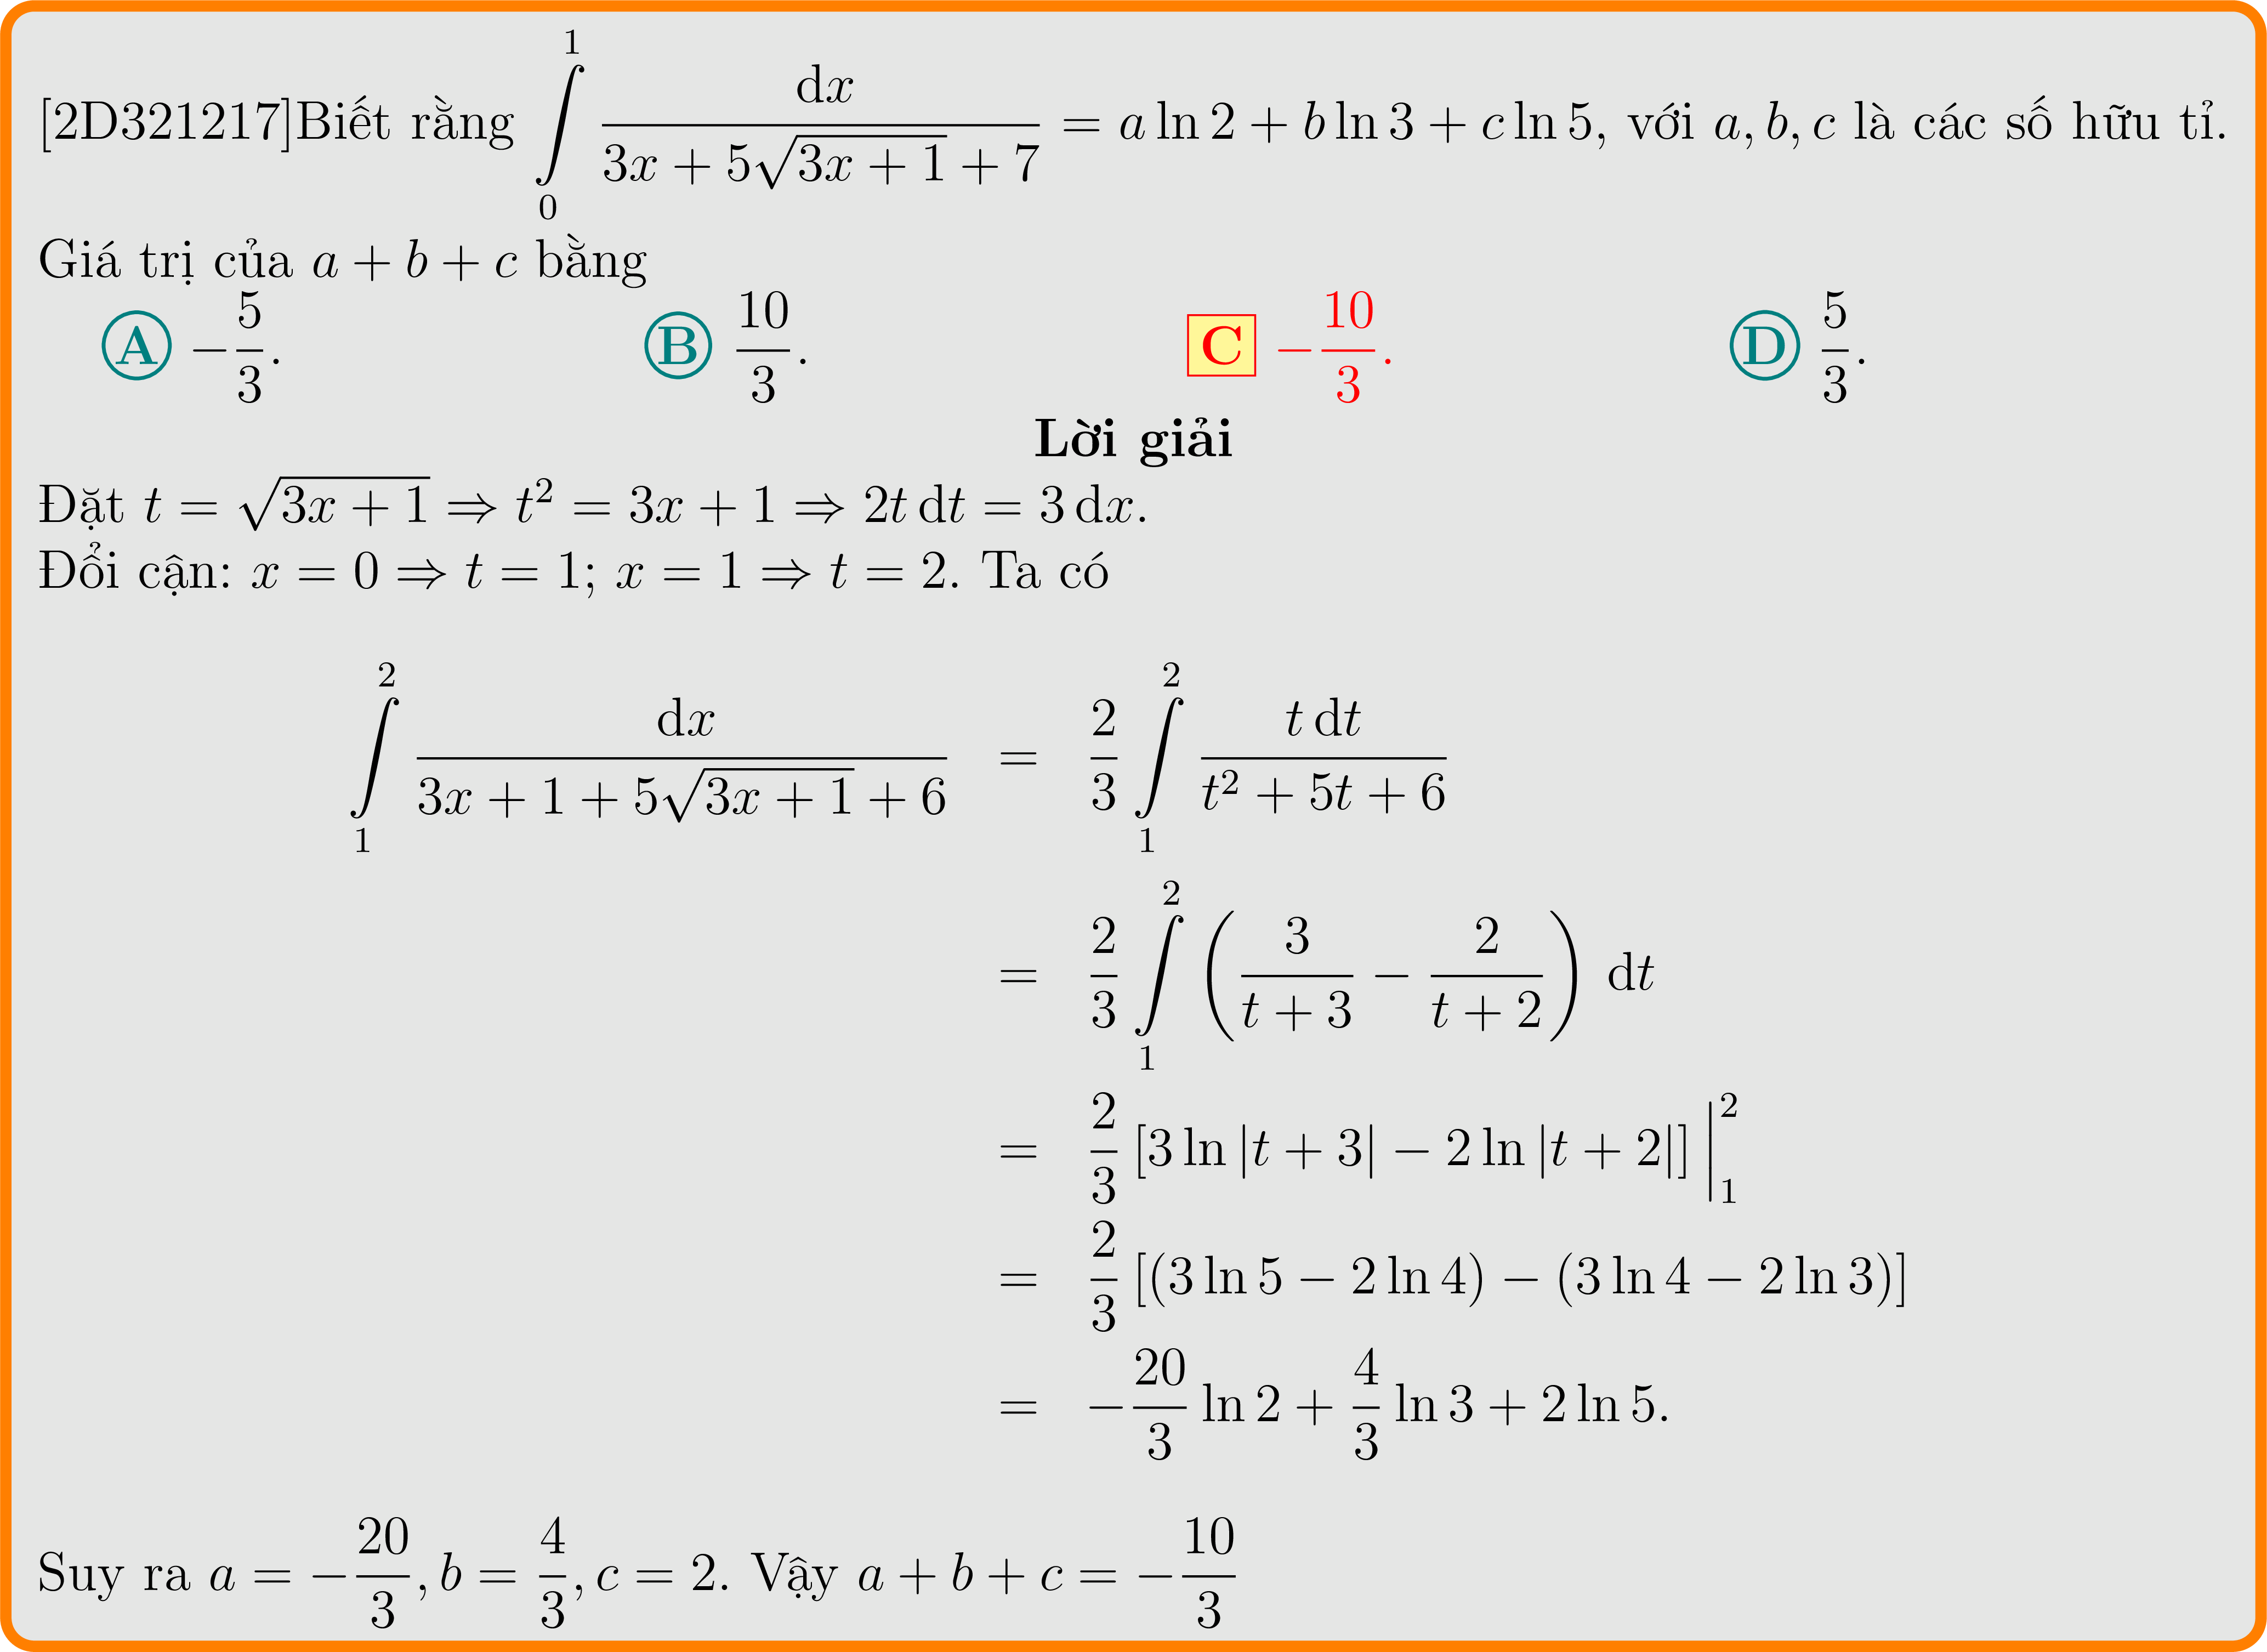 [2D321217]Biết rằng $\int\limits_0^1 \frac{\mathrm{d}x}{3x+5\sqrt{3x+1}+7} = a\ln 2 + b\ln 3 + c\ln 5$, với $a, b, c$ là các số hữu tỉ.
Giá trị của $a + b + c$ bằng
A $-\frac{5}{3}$. B $\frac{10}{3}$. C $-\frac{10}{3}$. D $\frac{5}{3}$.
Lời giải
Đặt $t = \sqrt{3x+1} \Rightarrow t^2 = 3x + 1 \Rightarrow 2t\,\mathrm{d}t = 3\,\mathrm{d}x$.
Đổi cận: $x = 0 \Rightarrow t = 1$; $x = 1 \Rightarrow t = 2$. Ta có
$\int\limits_1^2 \frac{\mathrm{d}x}{3x+1+5\sqrt{3x+1}+6} = \frac{2}{3}\int\limits_1^2 \frac{t\,\mathrm{d}t}{t^2+5t+6}$
$= \frac{2}{3}\int\limits_1^2 \left(\frac{3}{t+3} - \frac{2}{t+2}\right)\,\mathrm{d}t$
$= \frac{2}{3}\left[3\ln|t+3| - 2\ln|t+2|\right]\Big|_1^2$
$= \frac{2}{3}\left[(3\ln 5 - 2\ln 4) - (3\ln 4 - 2\ln 3)\right]$
$= -\frac{20}{3}\ln 2 + \frac{4}{3}\ln 3 + 2\ln 5.$
Suy ra $a = -\frac{20}{3}, b = \frac{4}{3}, c = 2$. Vậy $a + b + c = -\frac{10}{3}$